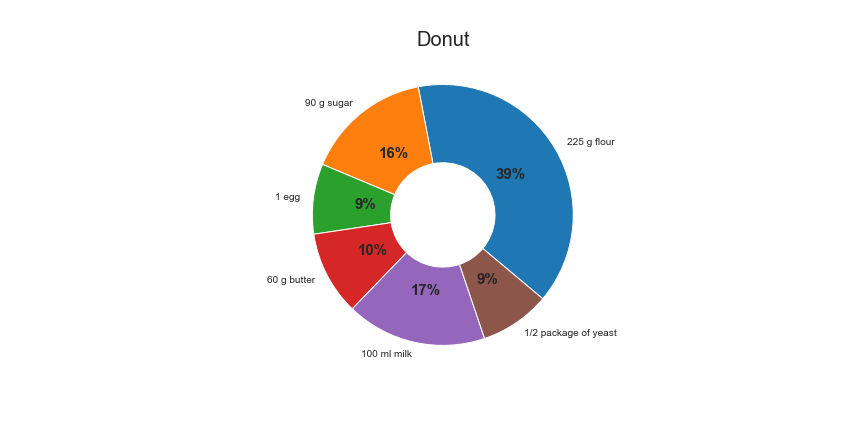 Donut
90 g sugar
225 g flour
16%
39%
1 egg
9%
10%
60 g butter
9%
17%
1/2 package of yeast
100 ml milk